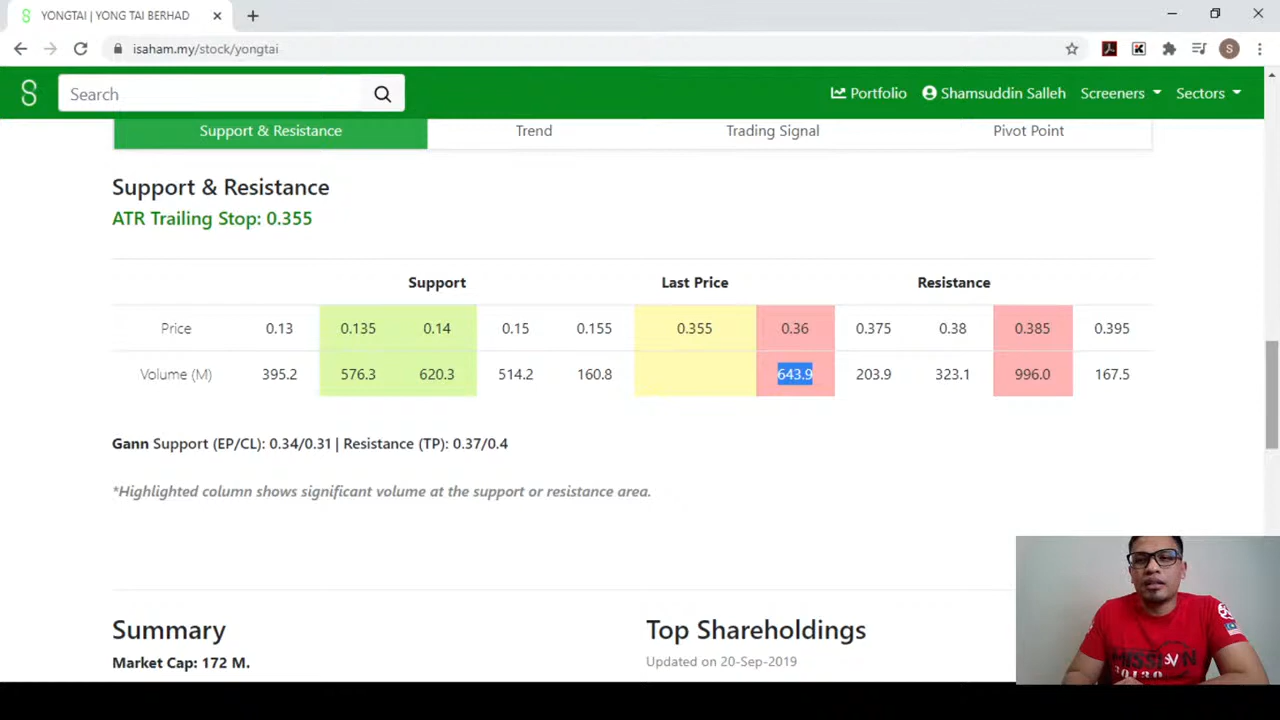 YONGTAI | YONG TAI BERHAD
isaham.my/stock/yongtai
S
Search
Portfolio Shamsuddin Salleh Screeners Sectors
Support & Resistance Trend Trading Signal Pivot Point
Support & Resistance
ATR Trailing Stop: 0.355
Support Last Price Resistance
Price 0.13 0.135 0.14 0.15 0.155 0.355 0.36 0.375 0.38 0.385 0.395
Volume (M) 395.2 576.3 620.3 514.2 160.8 643.9 203.9 323.1 996.0 167.5
Gann Support (EP/CL): 0.34/0.31 | Resistance (TP): 0.37/0.4
*Highlighted column shows significant volume at the support or resistance area.
Summary Top Shareholdings
Market Cap: 172 M. Updated on 20-Sep-2019